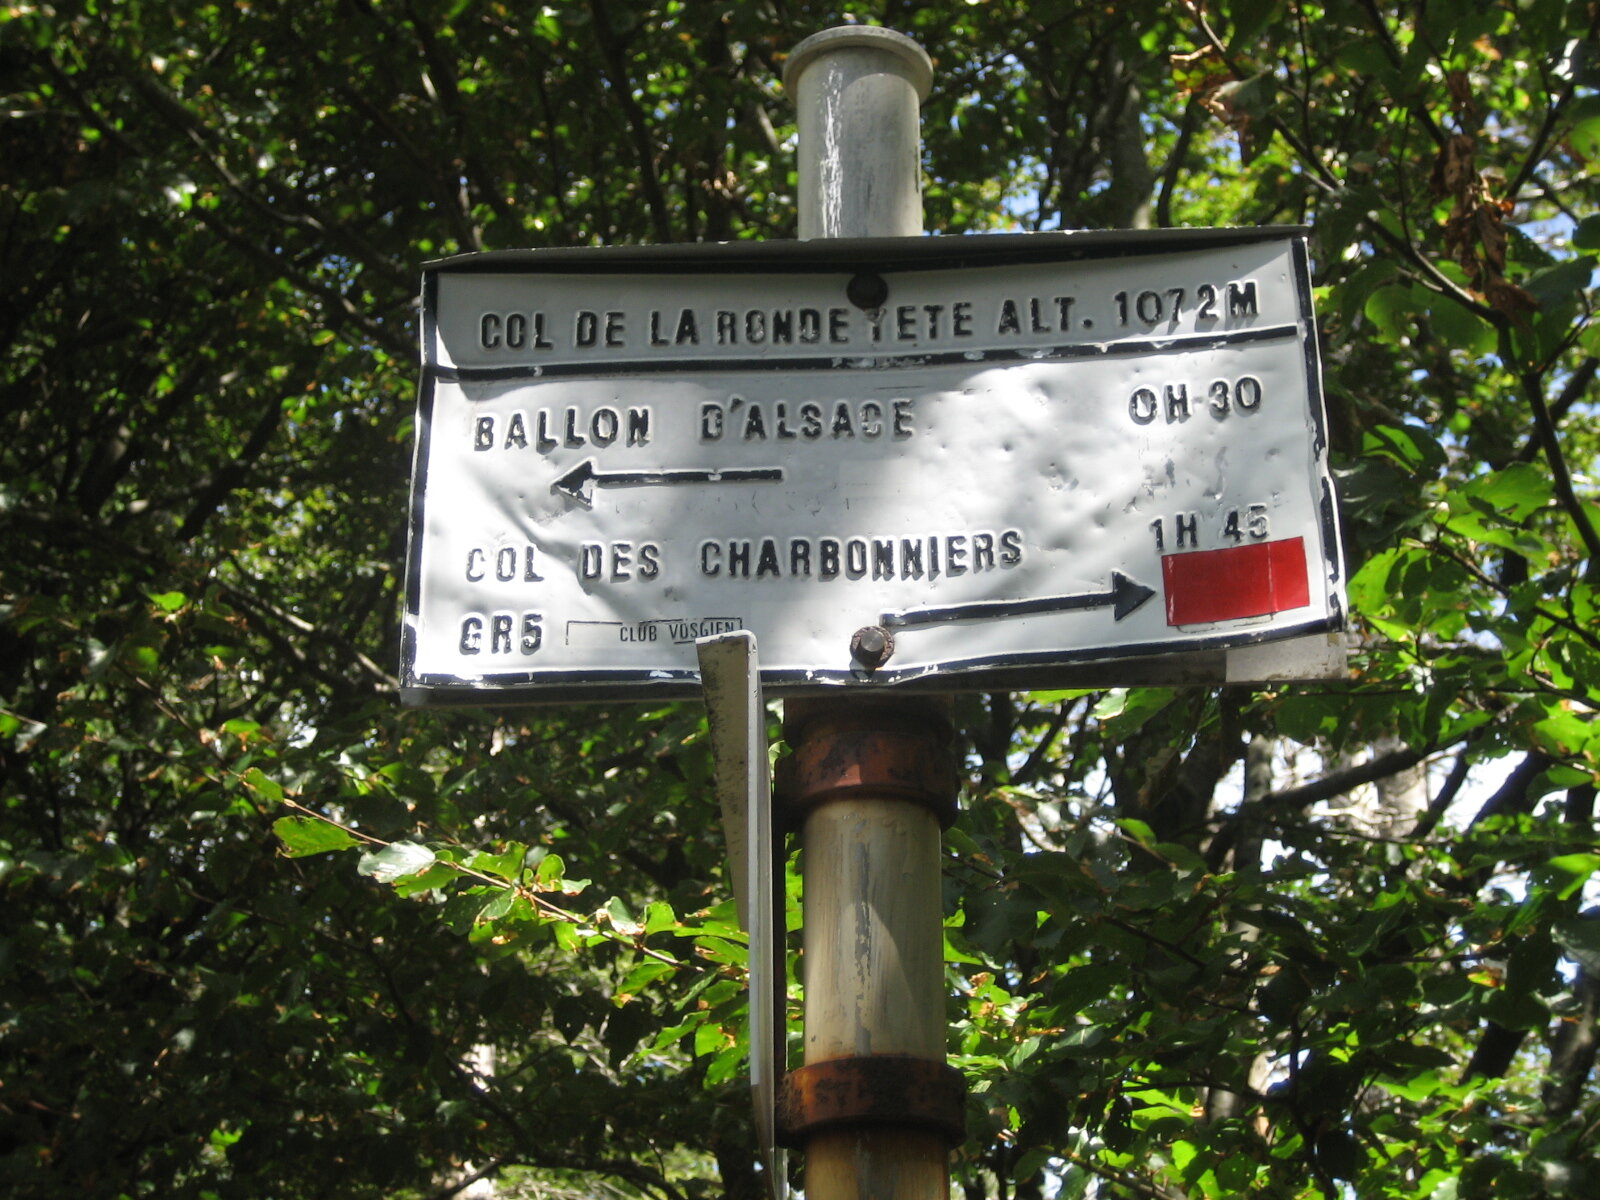 COL DE LA RONDE TETE ALT. 1072M
BALLON D'ALSACE 0H 30
COL DES CHARBONNIERS 1H 45
GR5 CLUB VOSGIEN